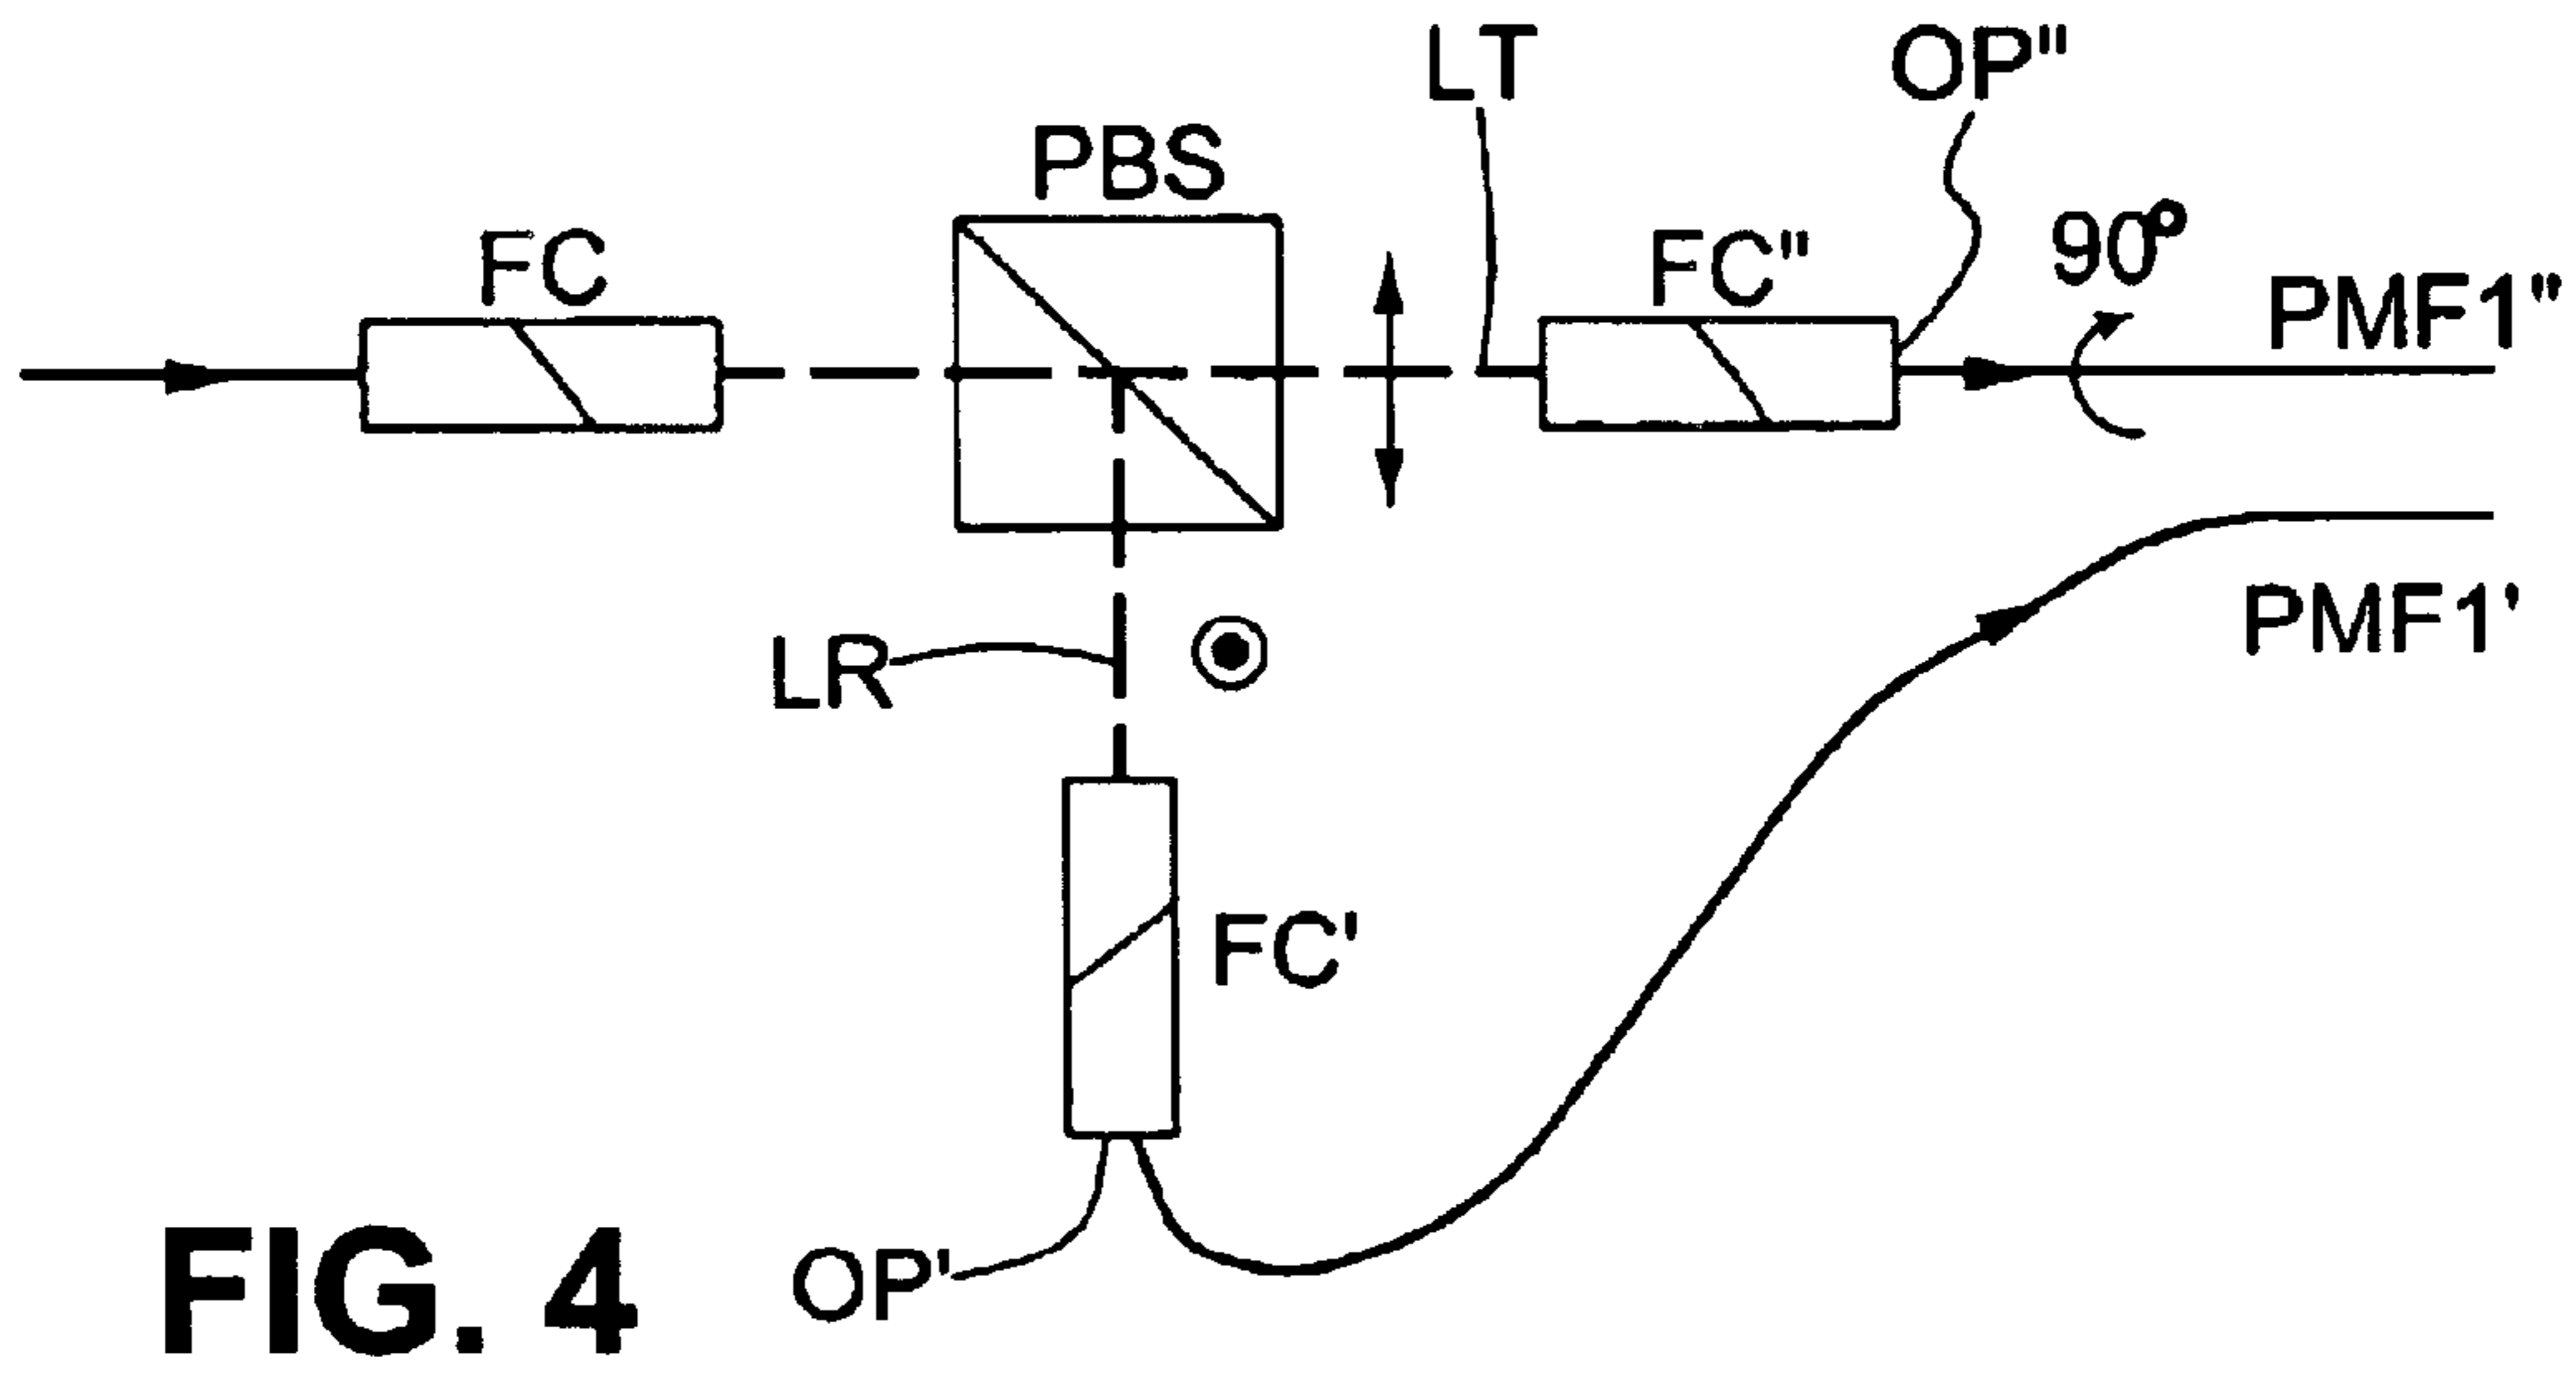 LT
OP"
PBS
FC
FC"
90°
PMF1"
PMF1'
LR
FC'
OP'
FIG. 4